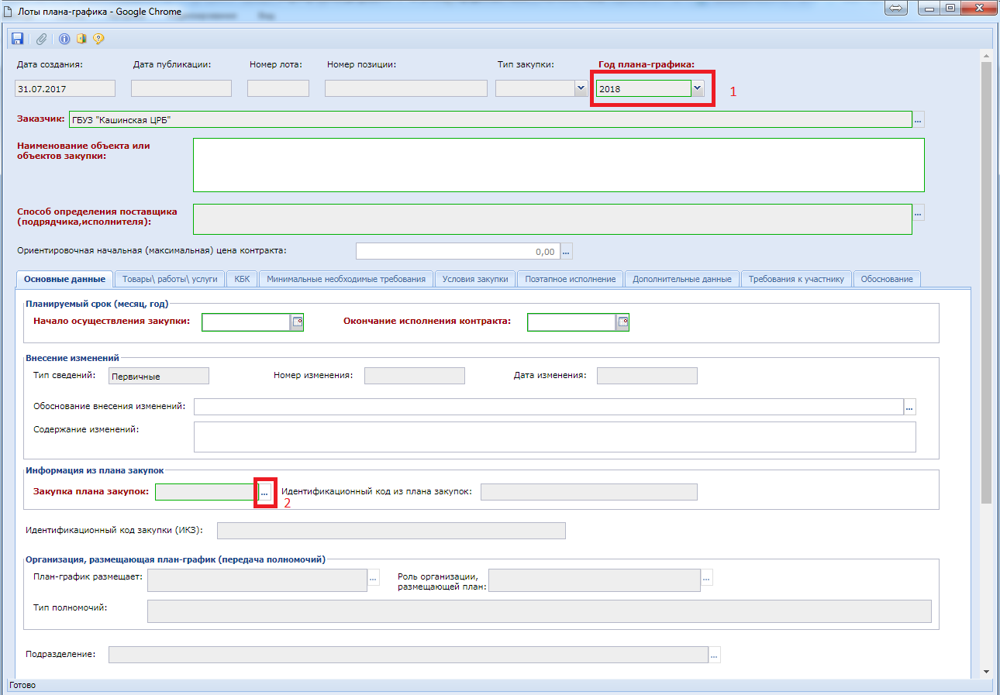 Лоты плана-графика - Google Chrome
Дата создания: Дата публикации: Номер лота: Номер позиции: Тип закупки: Год плана-графика:
31.07.2017 2018 1
Заказчик: ГБУЗ "Кашинская ЦРБ" ...
Наименование объекта или
объектов закупки:
Способ определения поставщика
(подрядчика,исполнителя): ...
Ориентировочная начальная (максимальная) цена контракта: 0,00 ...
Основные данные Товары\ работы\ услуги КБК Минимальные необходимые требования Условия закупки Поэтапное исполнение Дополнительные данные Требования к участнику Обоснование
Планируемый срок (месяц, год)
Начало осуществления закупки: Окончание исполнения контракта:
Внесение изменений
Тип сведений: Первичные Номер изменения: Дата изменения:
Обоснование внесения изменений: ...
Содержание изменений:
Информация из плана закупок
Закупка плана закупок: ... Идентификационный код из плана закупок:
2
Идентификационный код закупки (ИКЗ):
Организация, размещающая план-график (передача полномочий)
План-график размещает: ... Роль организации, ...
размещающей план:
Тип полномочий:
Подразделение: ...
Готово